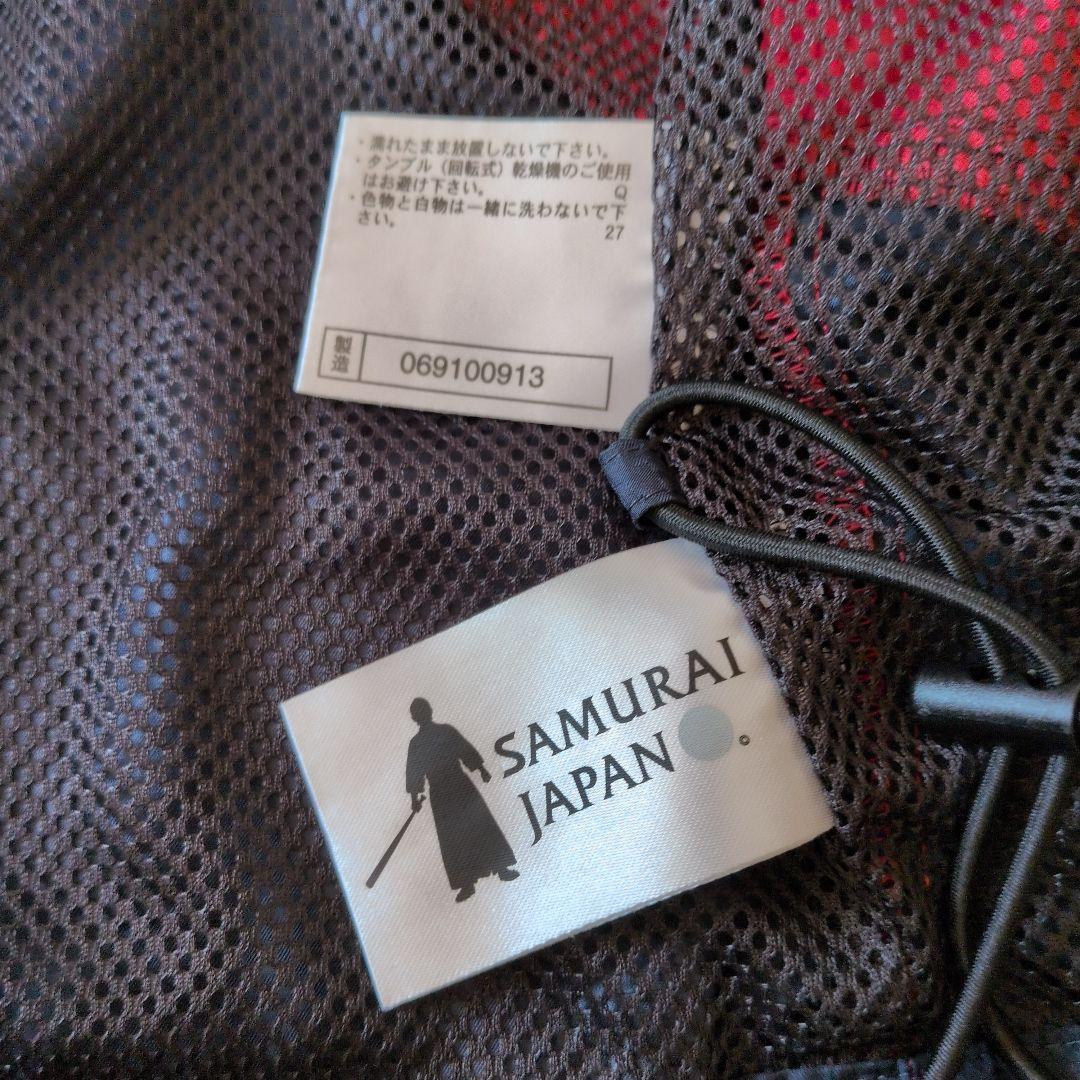 ・濡れたまま放置しないで下さい。
・タンブル（回転式）乾燥機のご使用
はお避け下さい。 Q
・色物と白物は一緒に洗わないで下
さい。 27
製造 069100913
SAMURAI
JAPAN ©